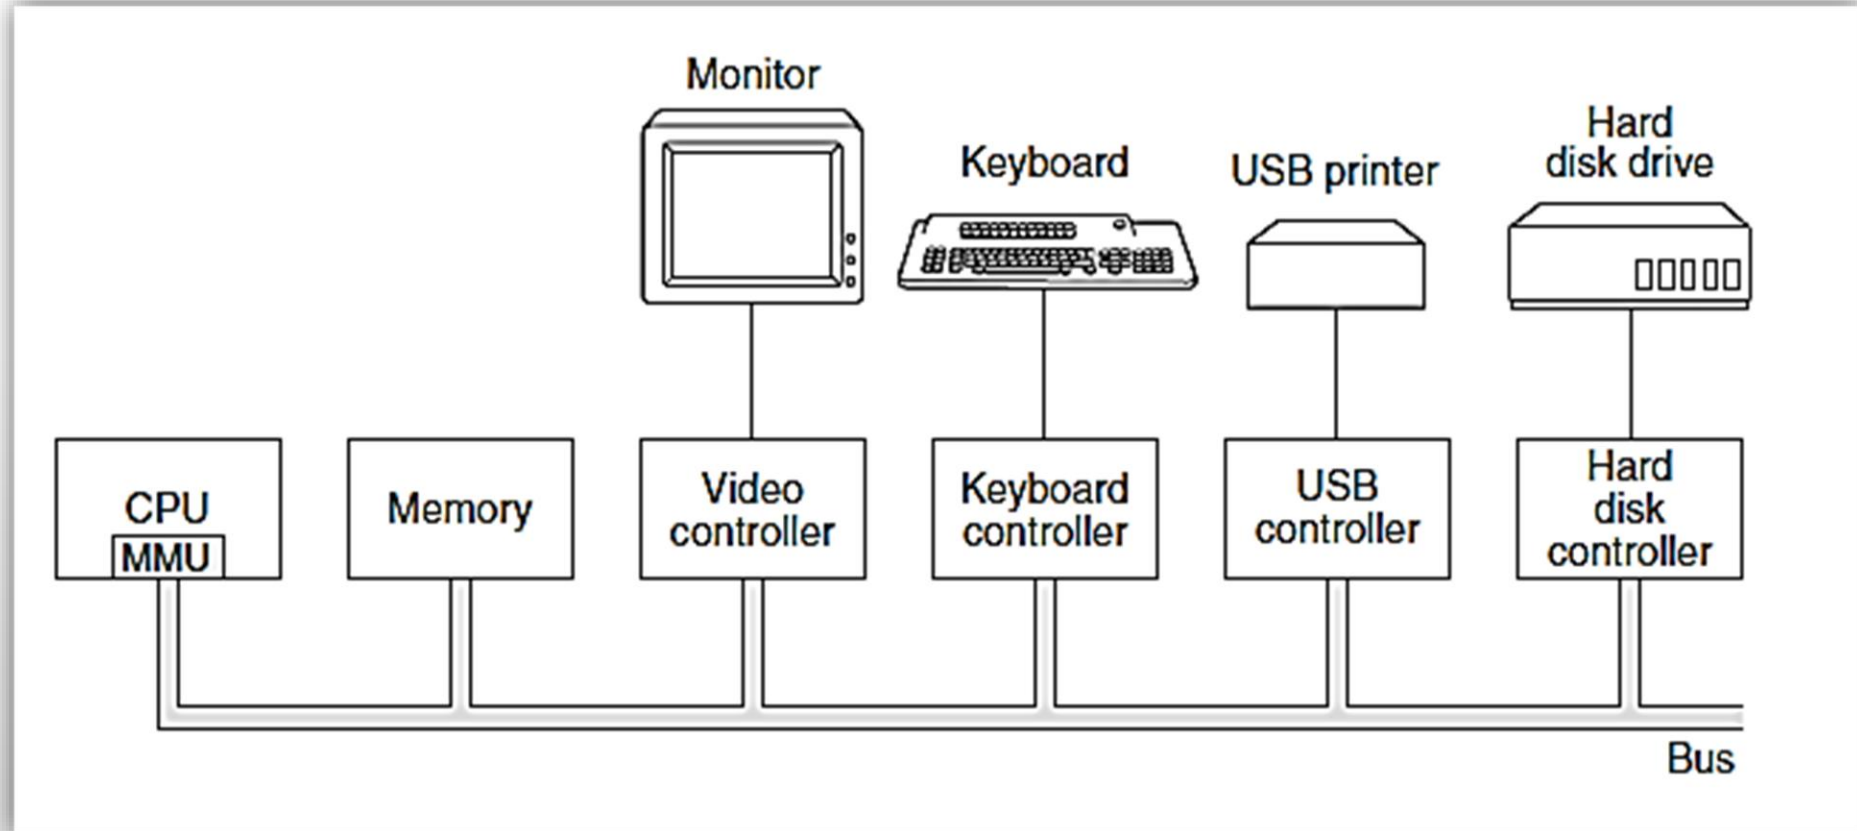 Monitor
Keyboard
USB printer
Hard
disk drive
CPU
MMU
Memory
Video
controller
Keyboard
controller
USB
controller
Hard
disk
controller
Bus